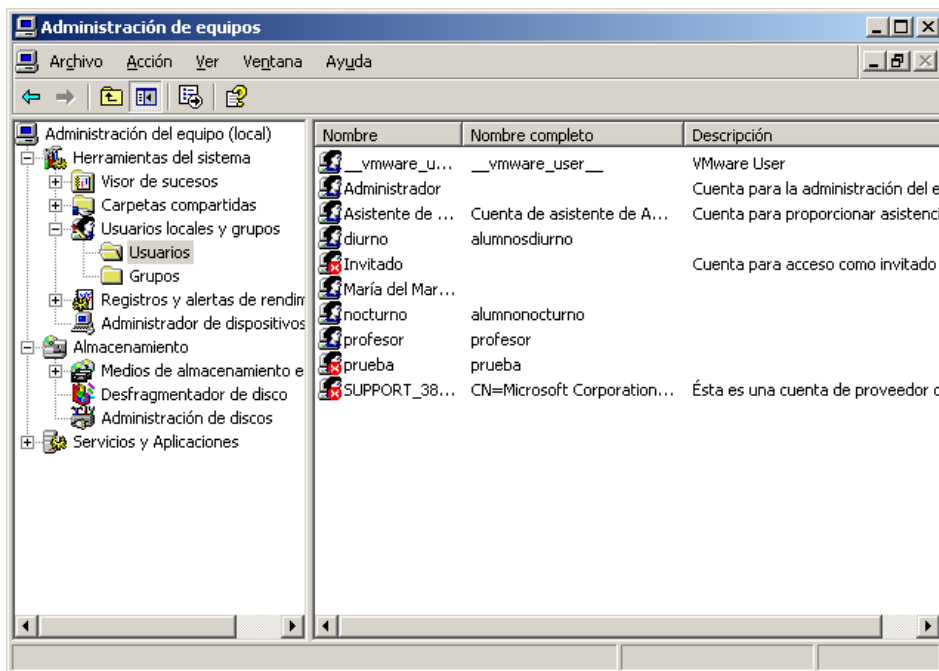 Administración de equipos
Archivo Acción Ver Ventana Ayuda
Administración del equipo (local)
Herramientas del sistema
Visor de sucesos
Carpetas compartidas
Usuarios locales y grupos
Usuarios
Grupos
Registros y alertas de rendim
Administrador de dispositivos
Almacenamiento
Medios de almacenamiento e
Desfragmentador de disco
Administración de discos
Servicios y Aplicaciones
Nombre Nombre completo Descripción
__vmware_u... __vmware_user__ VMware User
Administrador Cuenta para la administración del e
Asistente de ... Cuenta de asistente de A... Cuenta para proporcionar asistenci
diurno alumnosdiurno
Invitado Cuenta para acceso como invitado
María del Mar...
nocturno alumnonocturno
profesor profesor
prueba prueba
SUPPORT_38... CN=Microsoft Corporation... Ésta es una cuenta de proveedor d